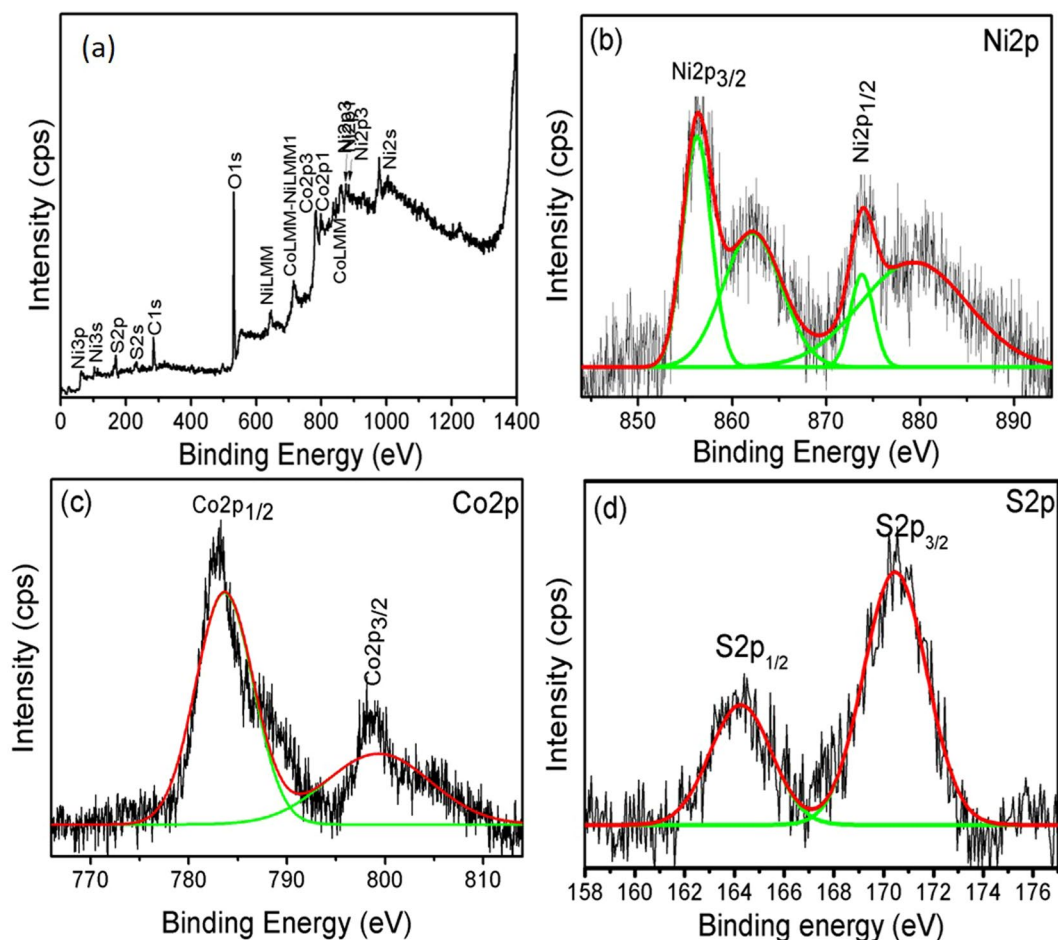 (a)
Intensity (cps)
Ni3p
Ni3s
S2p
S2s
C1s
O1s
NiLMM
CoLMM-NiLMM1
Co2p3
Co2p1
CoLMM
Ni2p3
Ni2p1
Ni2p3
Ni2s
0 200 400 600 800 1000 1200 1400
Binding Energy (eV)
(b)
Ni2p
Ni2p3/2
Ni2p1/2
Intensity (cps)
850 860 870 880 890
Binding Energy (eV)
(c)
Co2p
Co2p1/2
Co2p3/2
Intensity (cps)
770 780 790 800 810
Binding Energy (eV)
(d)
S2p
S2p1/2
S2p3/2
Intensity (cps)
158 160 162 164 166 168 170 172 174 176
Binding energy (eV)